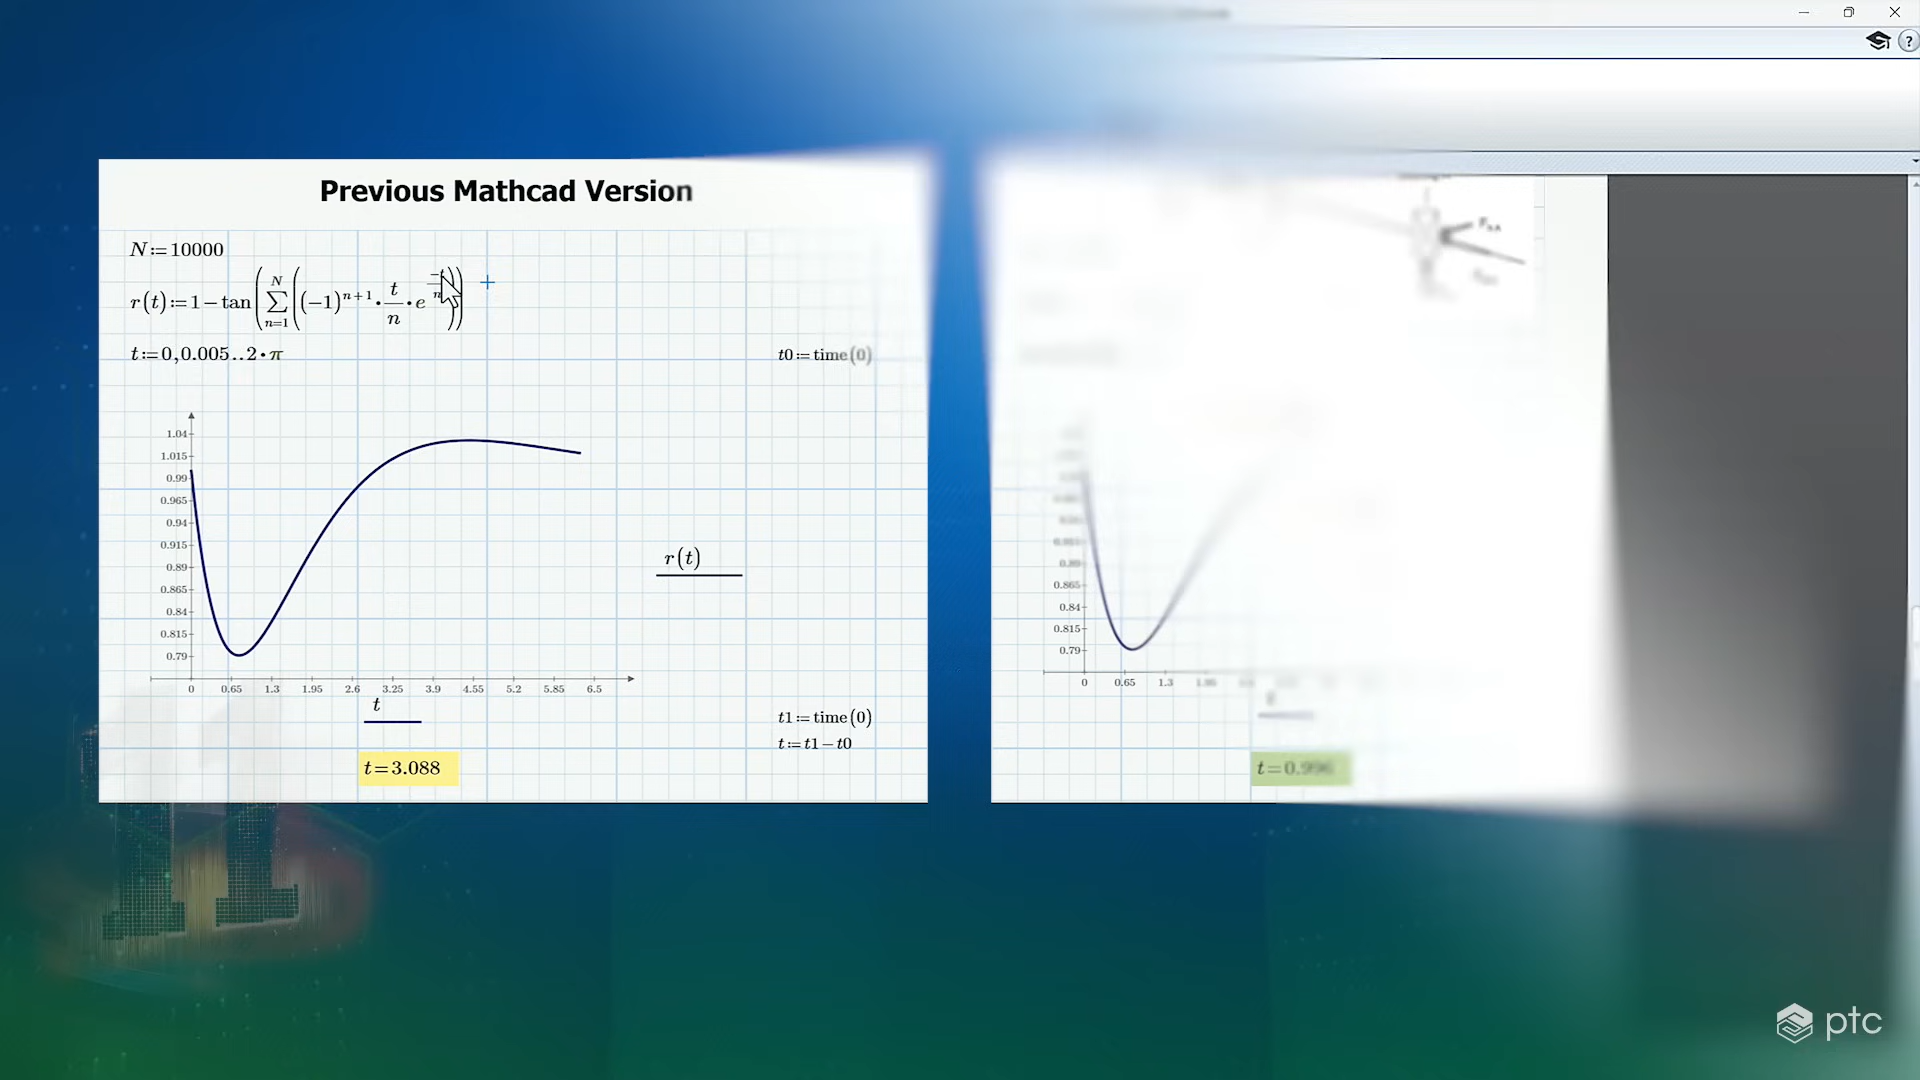 ?
Previous Mathcad Version
N:=10000
r(t):=1-tan(∑ N n=1 ((-1)^(n+1)·t/n·e^(-t/n)))
t:=0,0.005..2·π
t0:=time(0)
1.04
1.015
0.99
0.965
0.94
0.915
0.89
0.865
0.84
0.815
0.79
0 0.65 1.3 1.95 2.6 3.25 3.9 4.55 5.2 5.85 6.5
r(t)
t
t1:=time(0)
t:=t1-t0
t=3.088
0.865
0.84
0.815
0.79
0 0.65 1.3
t=0.996
ptc